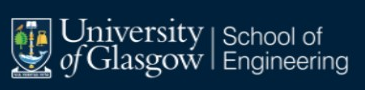 University
of Glasgow
School of
Engineering